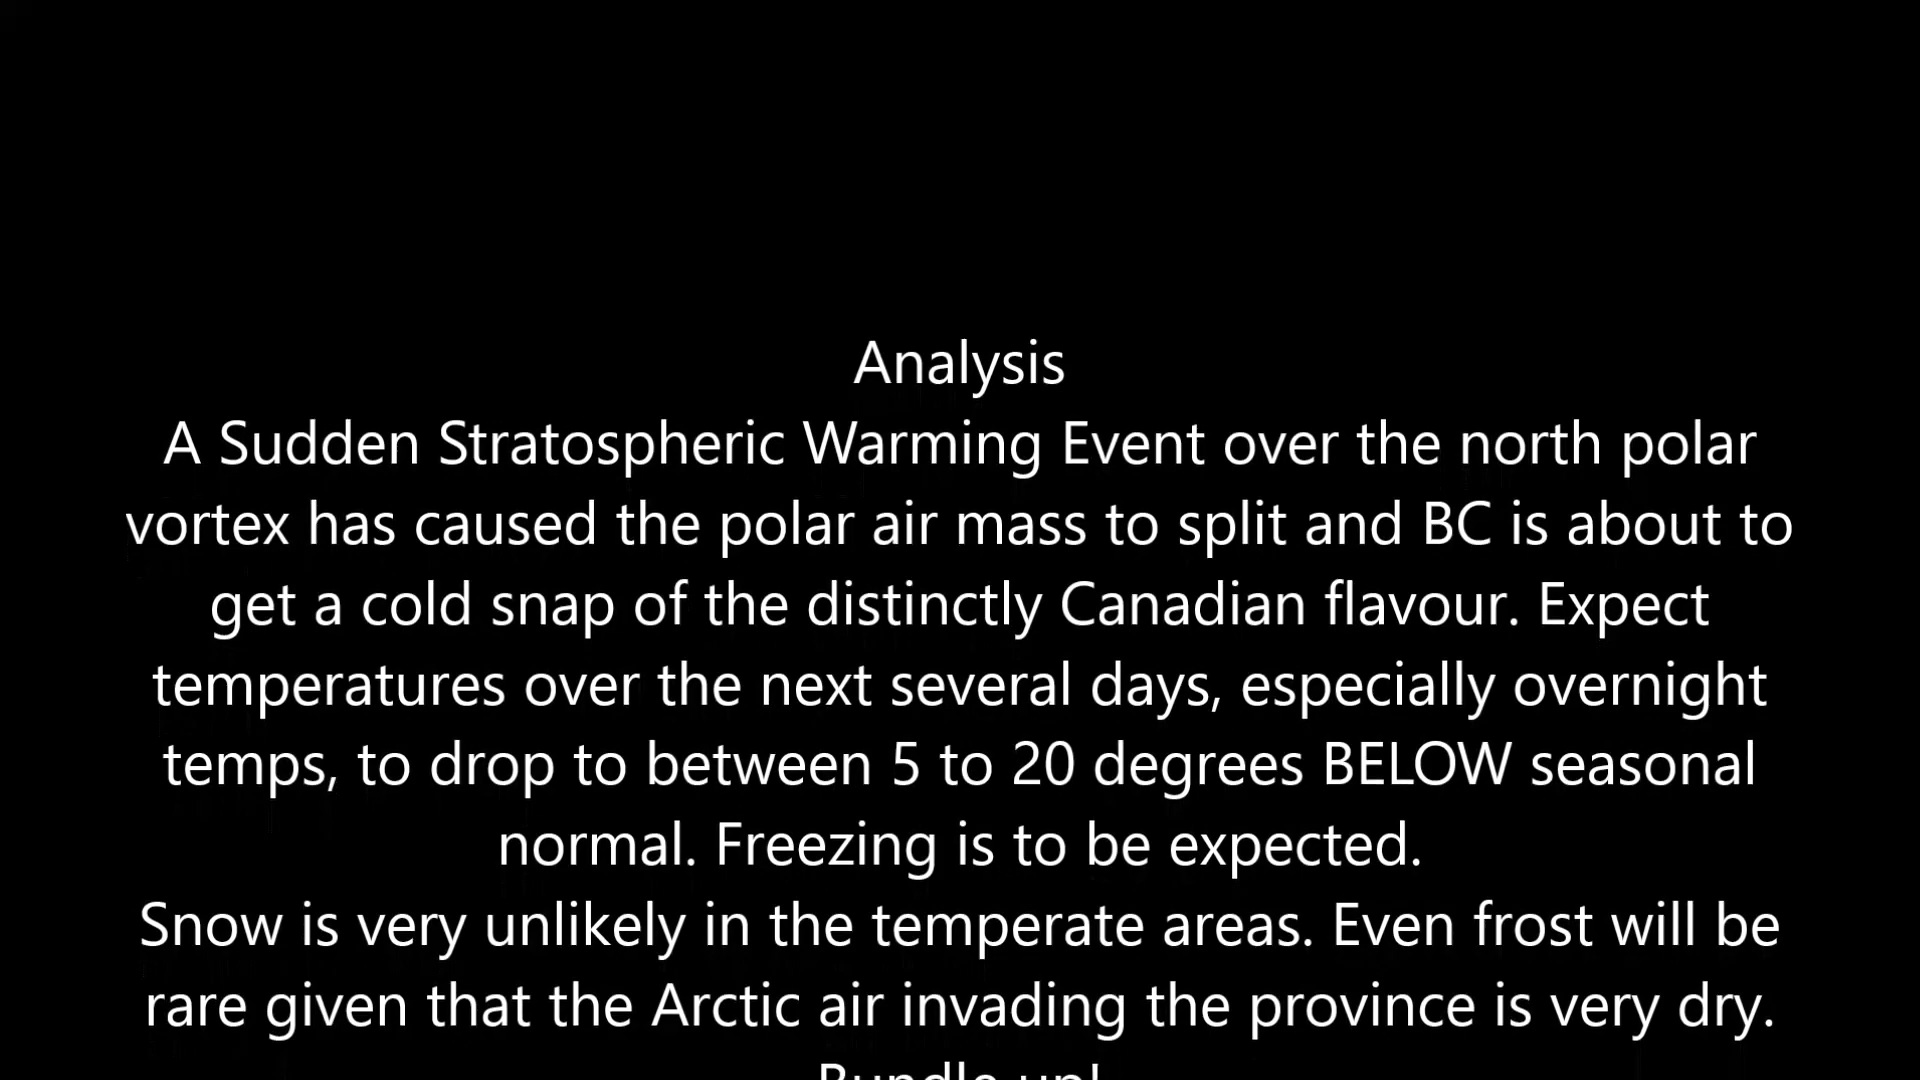 Analysis
A Sudden Stratospheric Warming Event over the north polar
vortex has caused the polar air mass to split and BC is about to
get a cold snap of the distinctly Canadian flavour. Expect
temperatures over the next several days, especially overnight
temps, to drop to between 5 to 20 degrees BELOW seasonal
normal. Freezing is to be expected.
Snow is very unlikely in the temperate areas. Even frost will be
rare given that the Arctic air invading the province is very dry.
Bundle up!